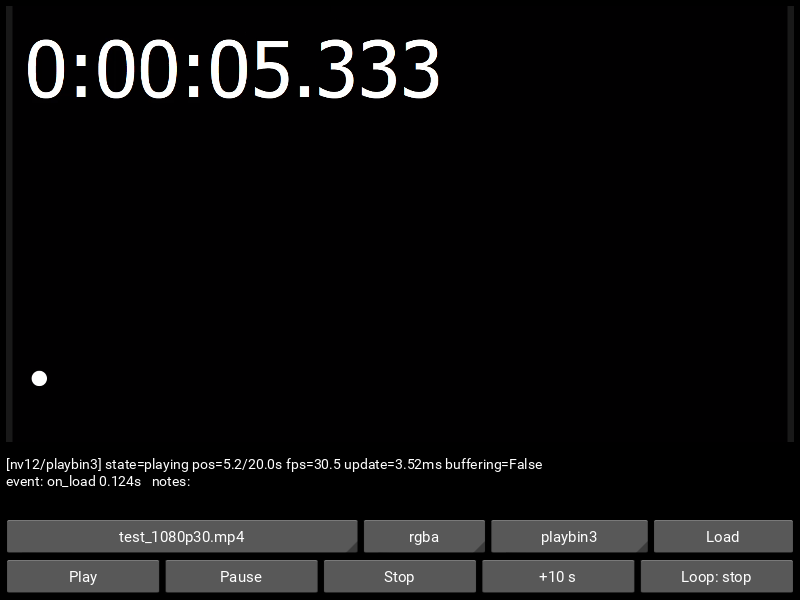 0:00:05.333
[nv12/playbin3] state=playing pos=5.2/20.0s fps=30.5 update=3.52ms buffering=False
event: on_load 0.124s   notes:
test_1080p30.mp4 rgba playbin3 Load
Play Pause Stop +10 s Loop: stop